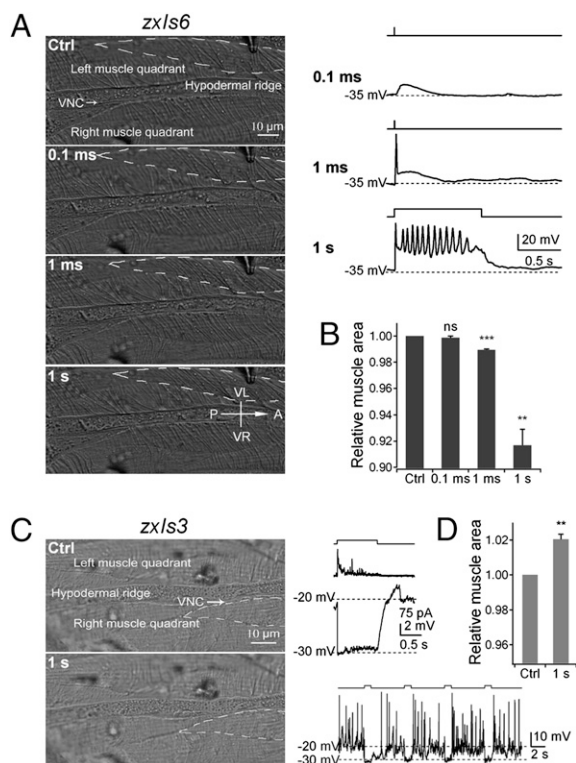 A
zxIs6
Ctrl
Left muscle quadrant
Hypodermal ridge
VNC→
Right muscle quadrant
10 µm
0.1 ms
1 ms
1 s
VL
P
A
VR
0.1 ms
-35 mV
1 ms
-35 mV
1 s
20 mV
0.5 s
-35 mV
B
Relative muscle area
1.00
0.98
0.96
0.94
0.92
0.90
ns
***
**
Ctrl 0.1 ms 1 ms 1 s
C
zxIs3
Ctrl
Left muscle quadrant
Hypodermal ridge
VNC
Right muscle quadrant
10 µm
1 s
-20 mV
75 pA
2 mV
0.5 s
-30 mV
-20 mV
-30 mV
10 mV
2 s
D
Relative muscle area
1.02
1.00
0.98
0.96
**
Ctrl 1 s